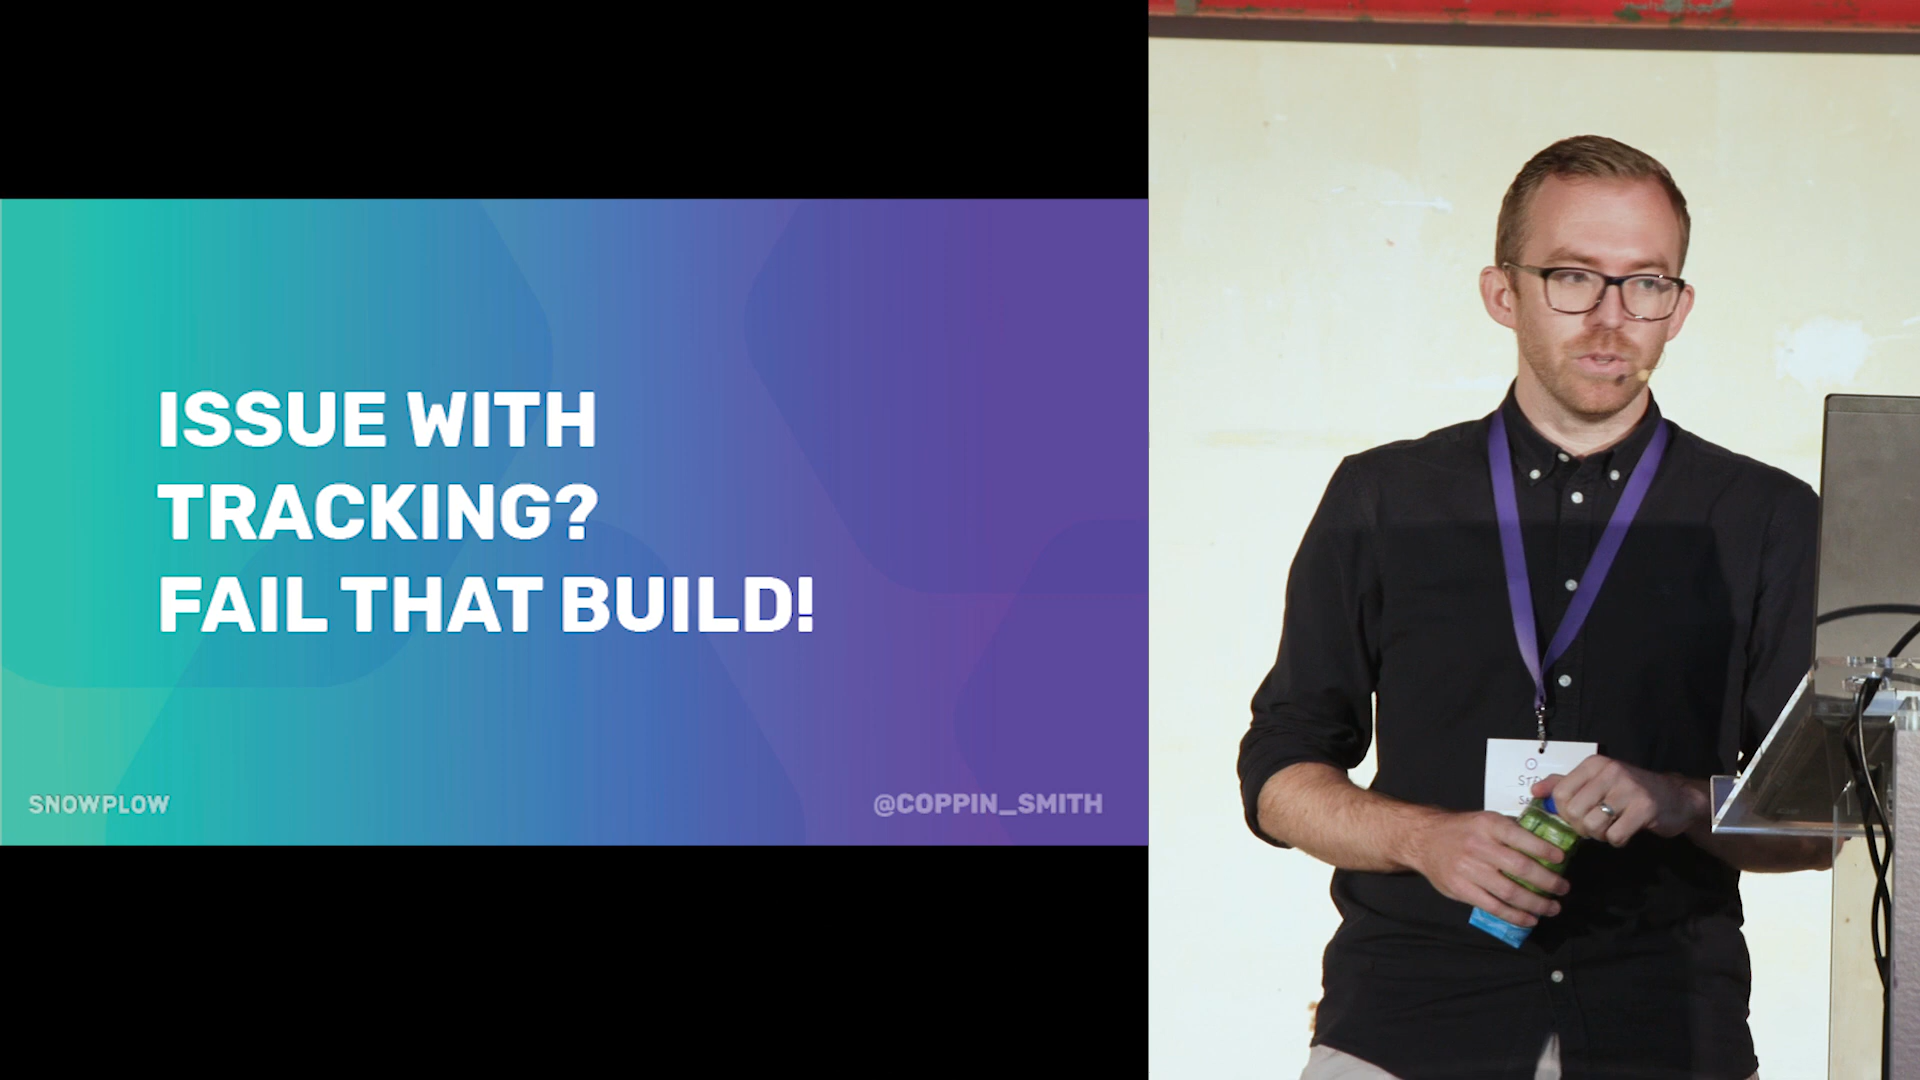 ISSUE WITH
TRACKING?
FAIL THAT BUILD!
SNOWPLOW
@COPPIN_SMITH